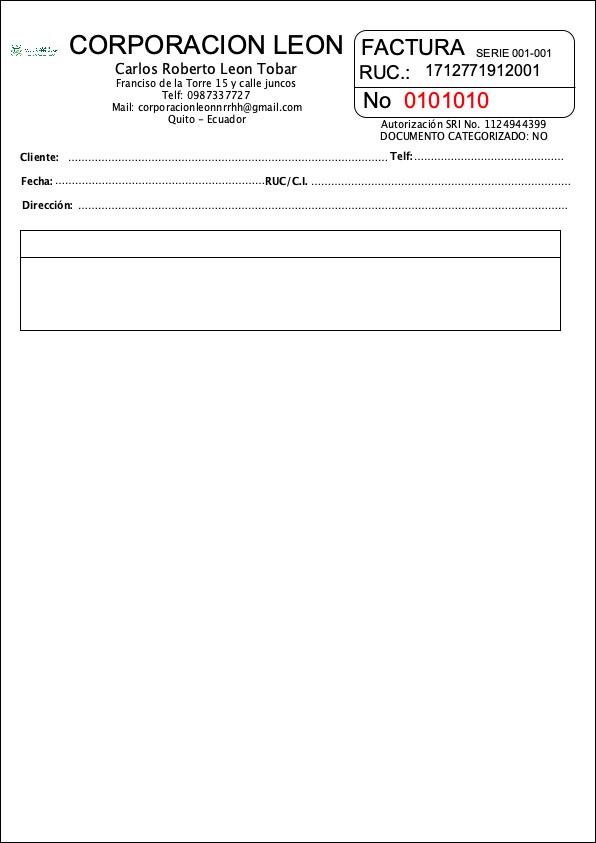 CORPORACION LEON
Carlos Roberto Leon Tobar
Franciso de la Torre 15 y calle juncos
Telf: 0987337727
Mail: corporacionleonnrrhh@gmail.com
Quito – Ecuador
FACTURA SERIE 001-001
RUC.: 1712771912001
No 0101010
Autorización SRI No. 1124944399
DOCUMENTO CATEGORIZADO: NO
Cliente: Telf:
Fecha: RUC/C.I.
Dirección: